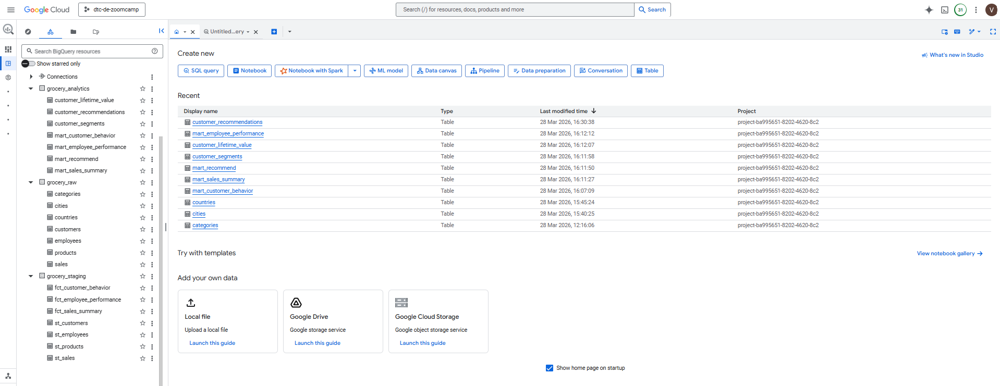 Google Cloud
dtc-de-zoomcamp
Search (/) for resources, docs, products and more
Search
31
V
Search BigQuery resources
Show starred only
Connections
grocery_analytics
customer_lifetime_value
customer_recommendations
customer_segments
mart_customer_behavior
mart_employee_performance
mart_recommend
mart_sales_summary
grocery_raw
categories
cities
countries
customers
employees
products
sales
grocery_staging
fct_customer_behavior
fct_employee_performance
fct_sales_summary
st_customers
st_employees
st_products
st_sales
Untitled...ery
Create new
What's new in Studio
SQL query Notebook Notebook with Spark ML model Data canvas Pipeline Data preparation Conversation Table
Recent
Display name Type Last modified time Project
customer_recommendations Table 28 Mar 2026, 16:30:38 project-ba995651-8202-4620-8c2
mart_employee_performance Table 28 Mar 2026, 16:12:12 project-ba995651-8202-4620-8c2
customer_lifetime_value Table 28 Mar 2026, 16:12:07 project-ba995651-8202-4620-8c2
customer_segments Table 28 Mar 2026, 16:11:58 project-ba995651-8202-4620-8c2
mart_recommend Table 28 Mar 2026, 16:11:50 project-ba995651-8202-4620-8c2
mart_sales_summary Table 28 Mar 2026, 16:11:27 project-ba995651-8202-4620-8c2
mart_customer_behavior Table 28 Mar 2026, 16:07:09 project-ba995651-8202-4620-8c2
countries Table 28 Mar 2026, 15:45:24 project-ba995651-8202-4620-8c2
cities Table 28 Mar 2026, 15:40:25 project-ba995651-8202-4620-8c2
categories Table 28 Mar 2026, 12:16:06 project-ba995651-8202-4620-8c2
Try with templates
View notebook gallery
Add your own data
Local file
Upload a local file
Launch this guide
Google Drive
Google storage service
Launch this guide
Google Cloud Storage
Google object storage service
Launch this guide
Show home page on startup